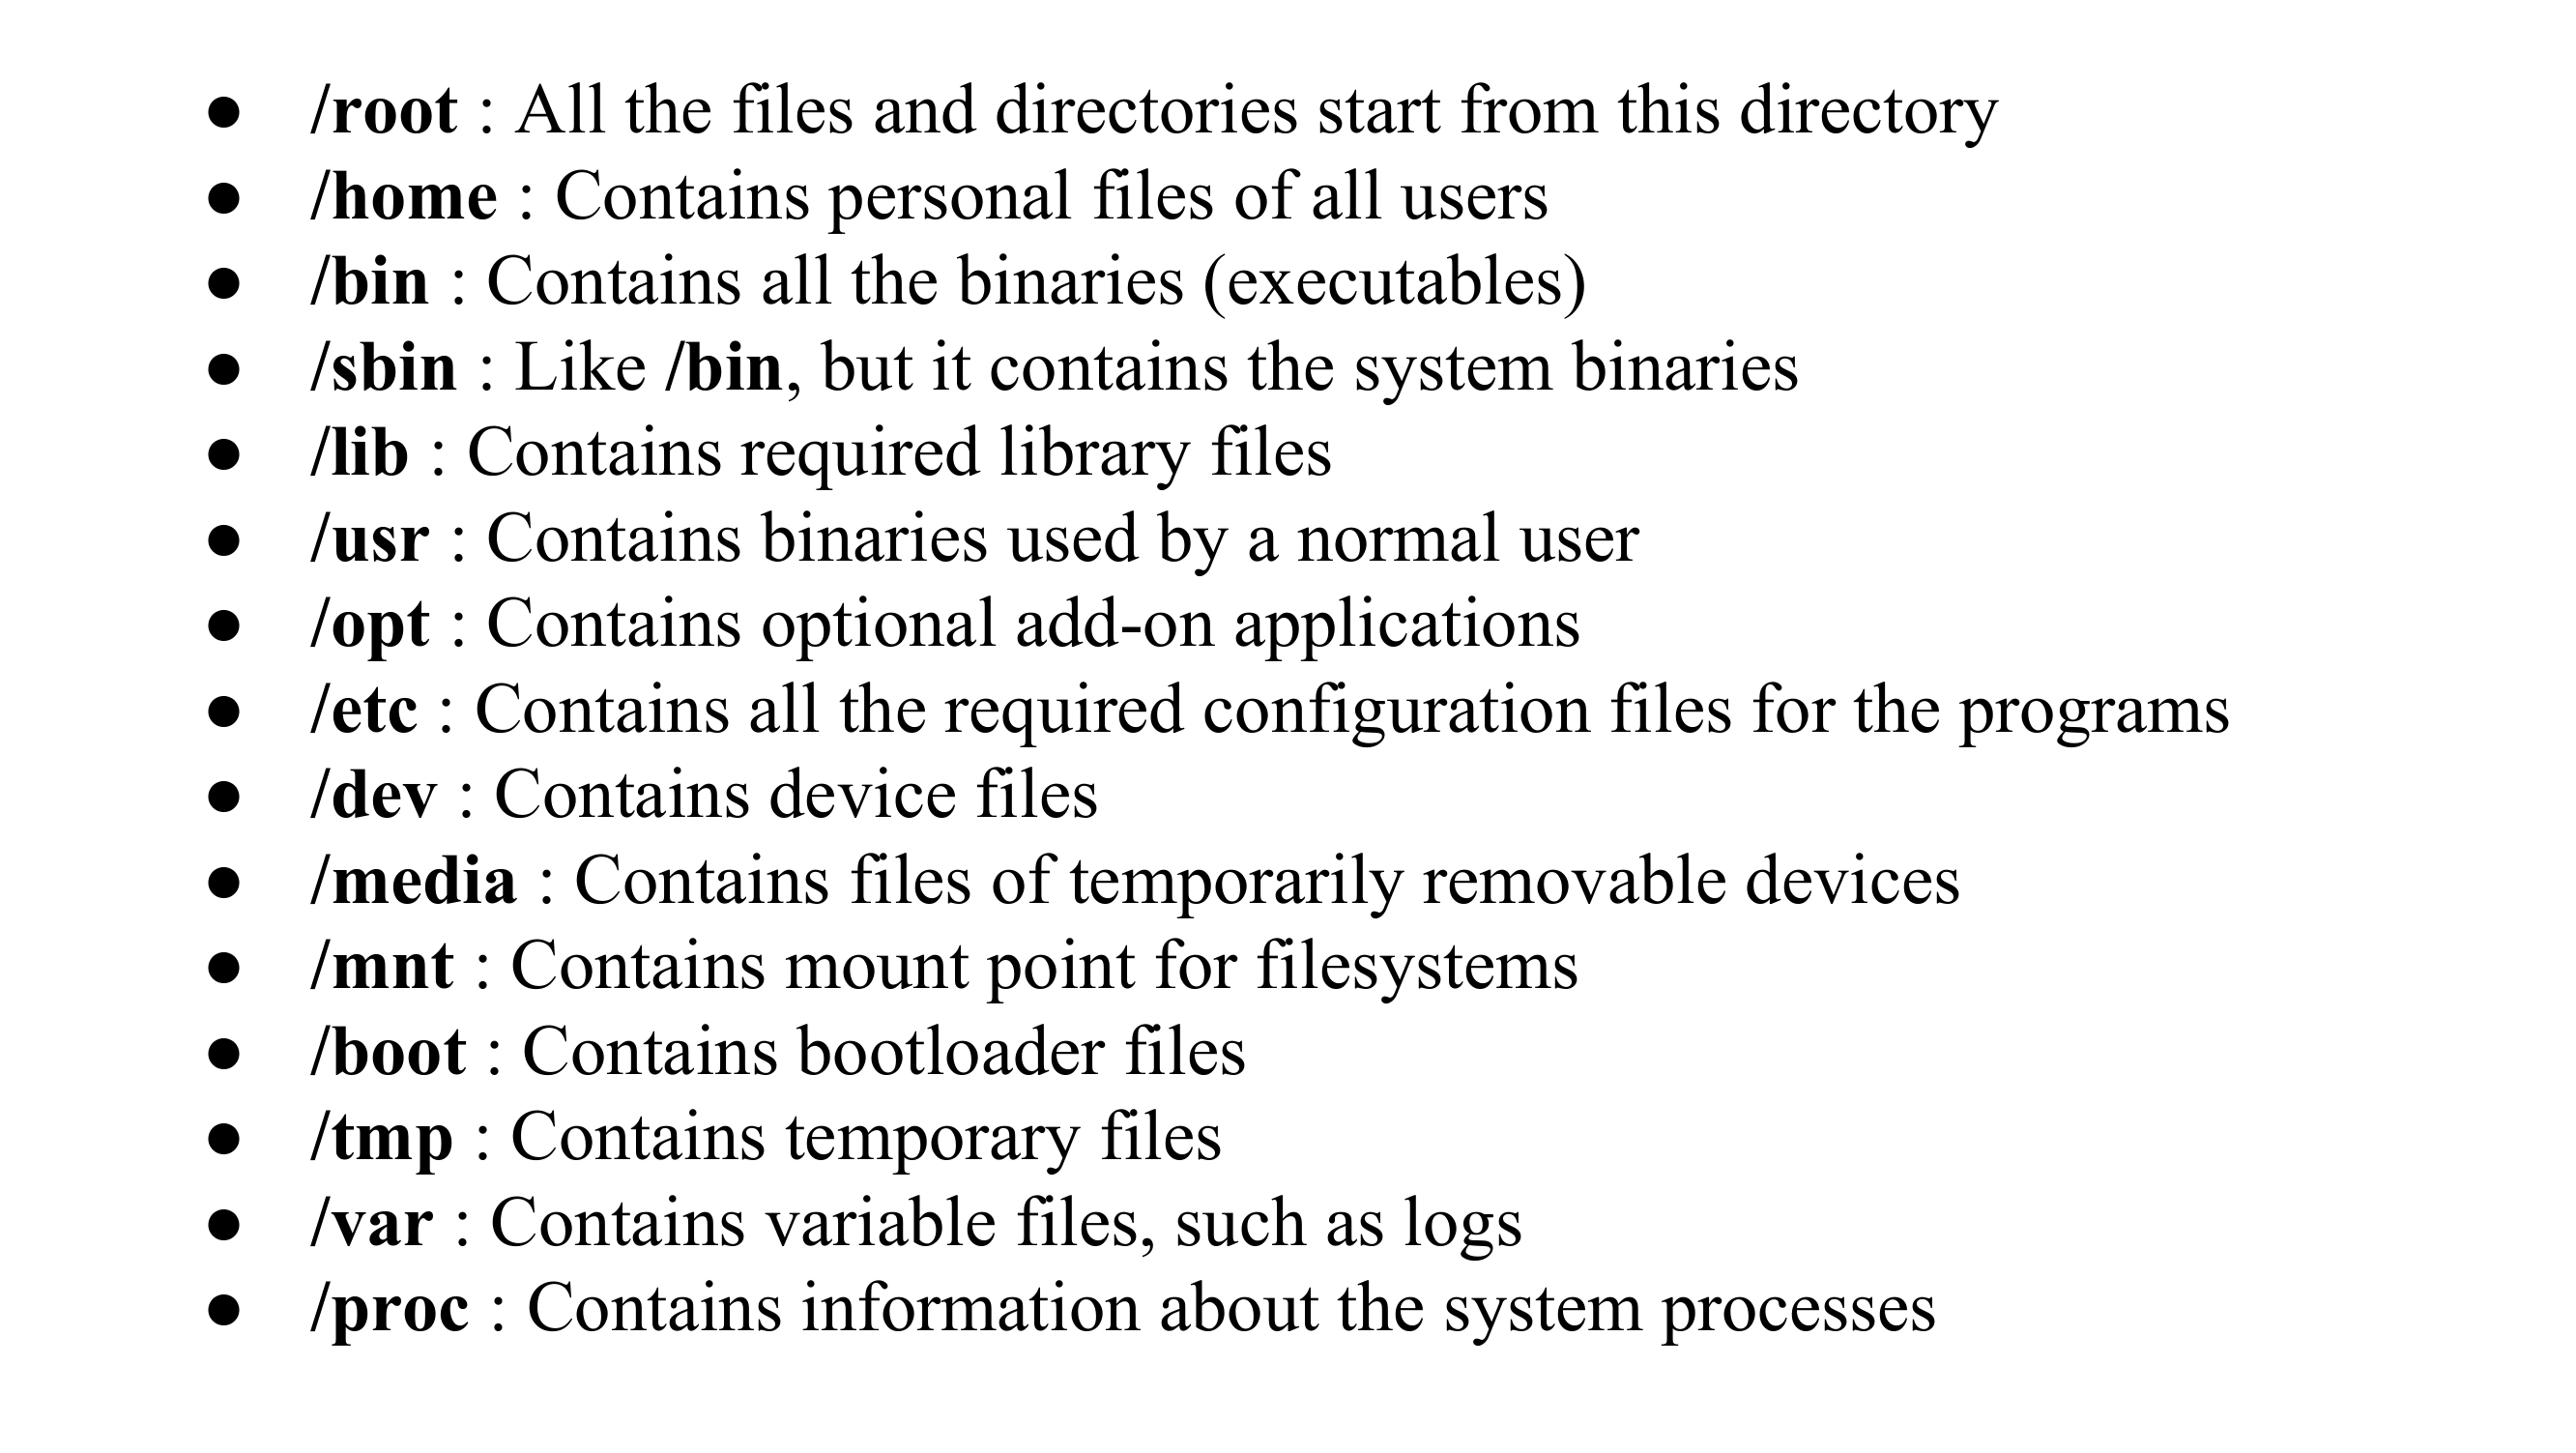 ● /root : All the files and directories start from this directory
● /home : Contains personal files of all users
● /bin : Contains all the binaries (executables)
● /sbin : Like /bin, but it contains the system binaries
● /lib : Contains required library files
● /usr : Contains binaries used by a normal user
● /opt : Contains optional add-on applications
● /etc : Contains all the required configuration files for the programs
● /dev : Contains device files
● /media : Contains files of temporarily removable devices
● /mnt : Contains mount point for filesystems
● /boot : Contains bootloader files
● /tmp : Contains temporary files
● /var : Contains variable files, such as logs
● /proc : Contains information about the system processes